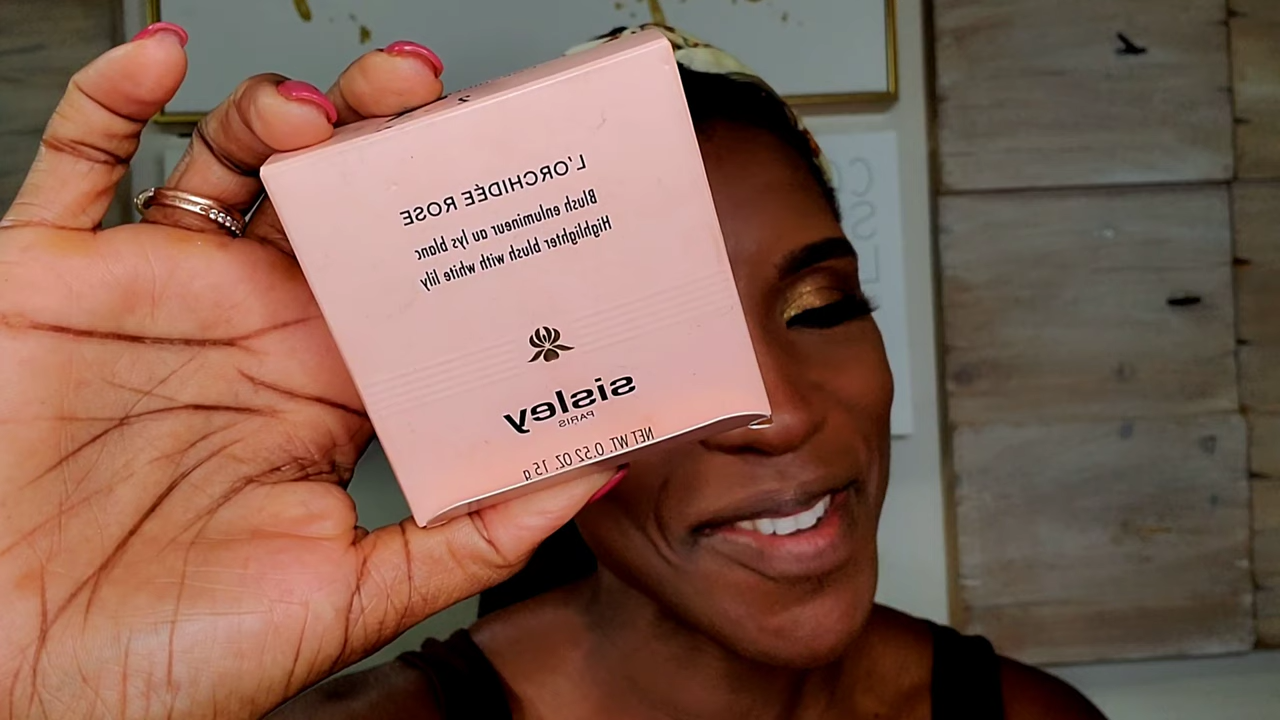 L'ORCHIDÉE ROSE
Blush enlumineur au lys blanc
Highlighter blush with white lily
sisley
PARIS
NET WT. 0.52 OZ. 15g